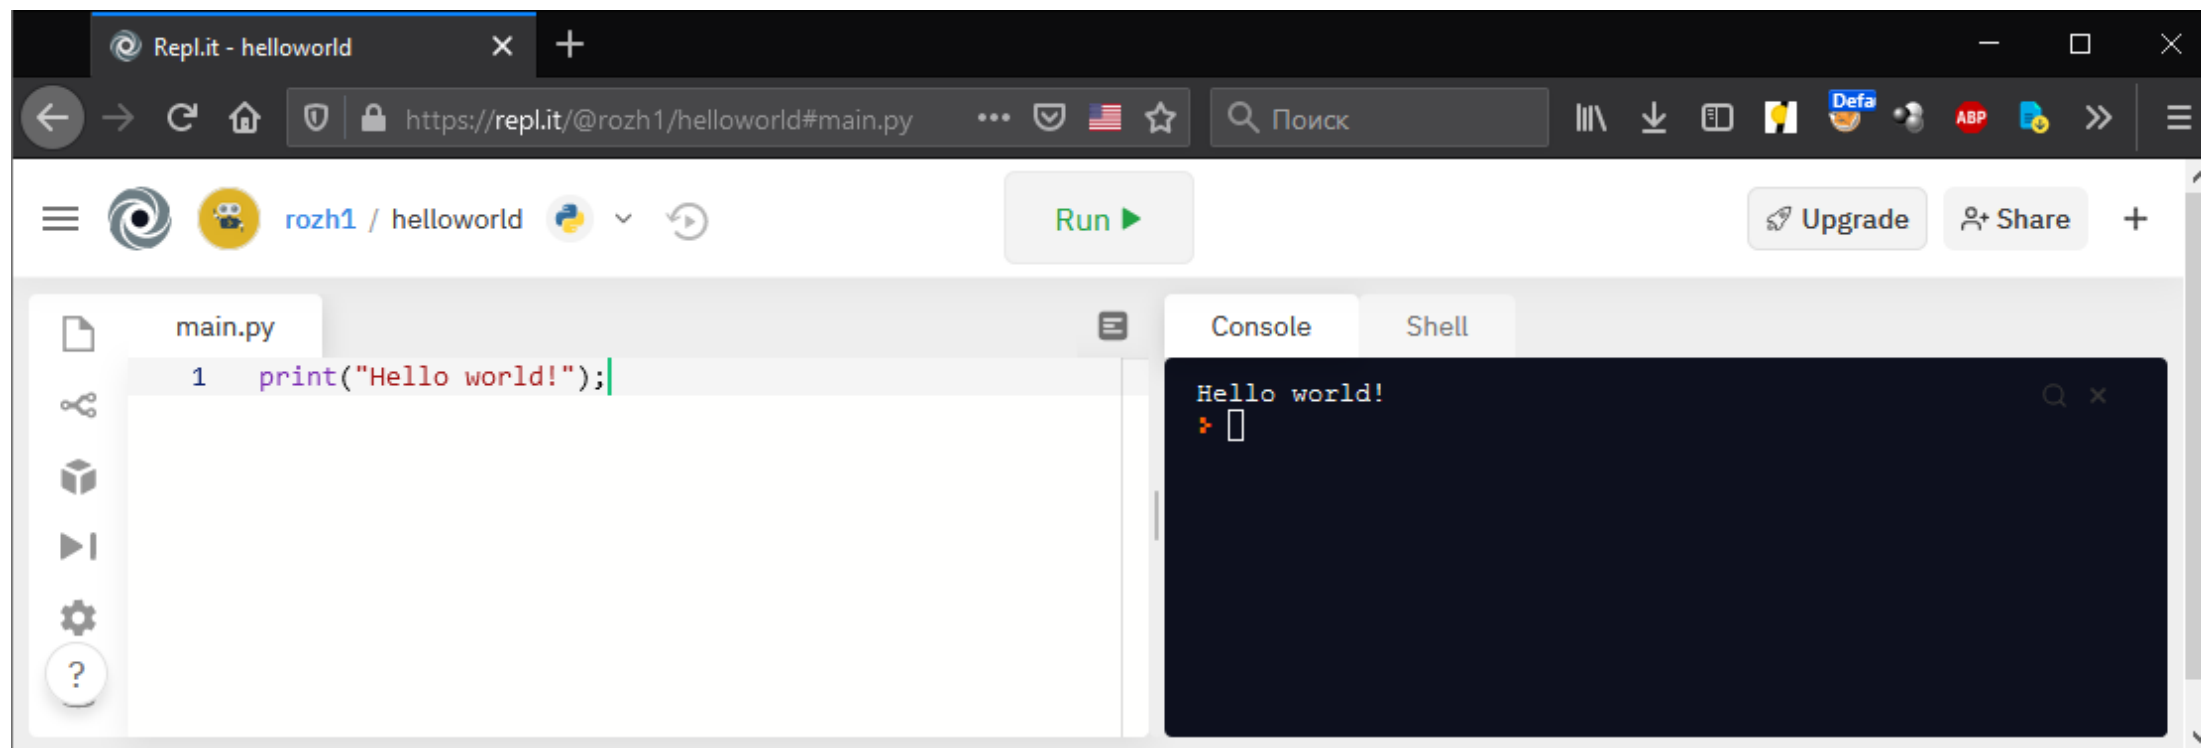 Repl.it - helloworld
https://repl.it/@rozh1/helloworld#main.py
Поиск
Defa
ABP
rozh1 / helloworld
Run
Upgrade
Share
main.py
Console
Shell
1 print("Hello world!");
Hello world!
?